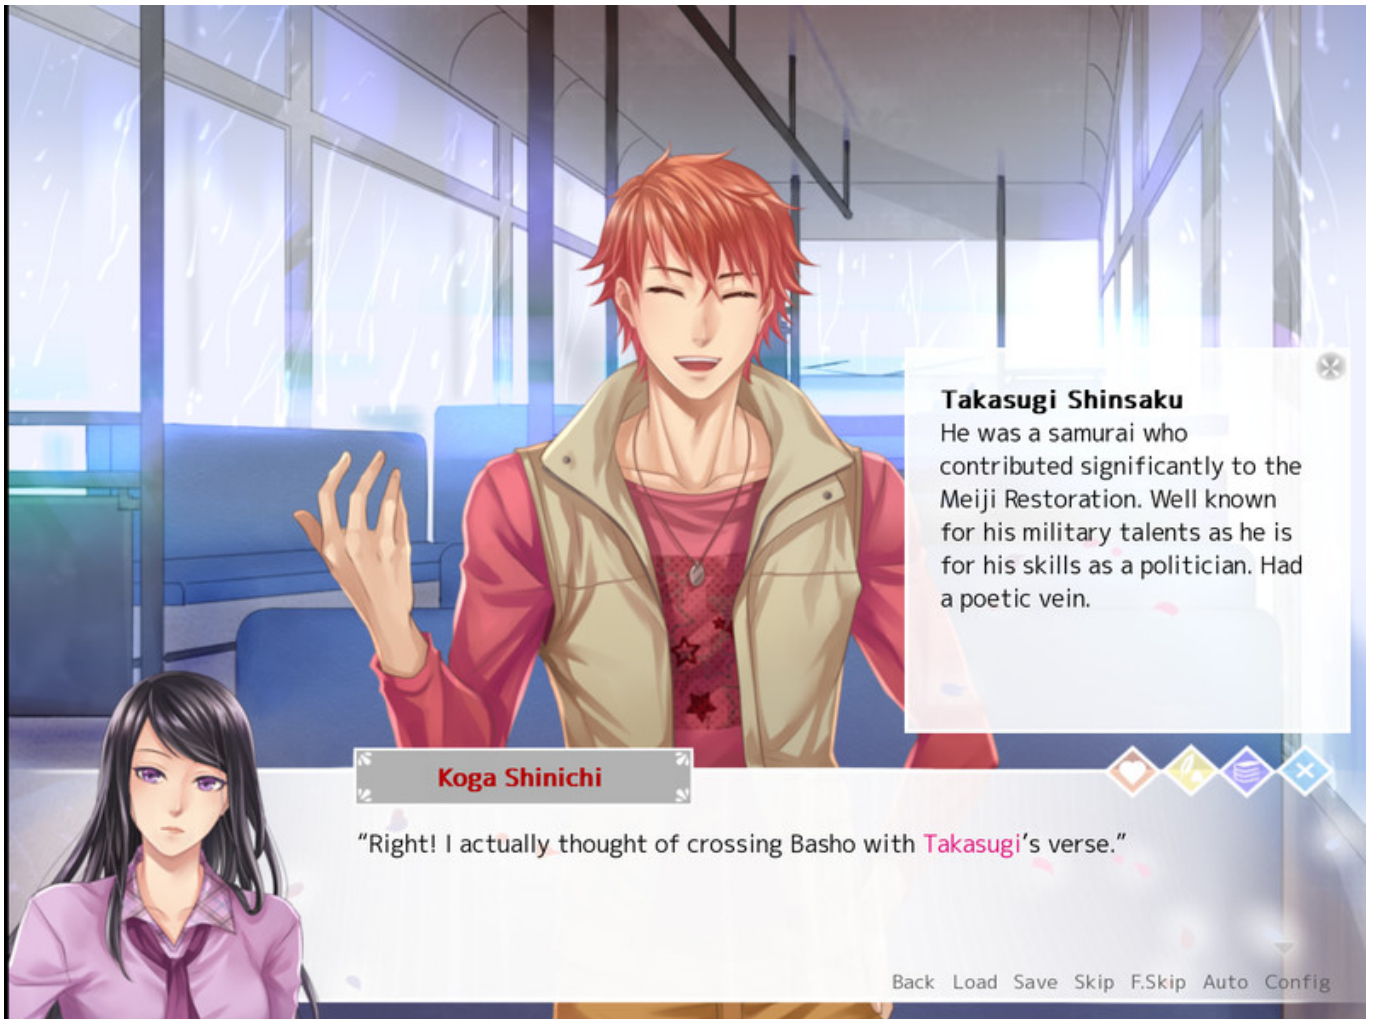 Takasugi Shinsaku
He was a samurai who
contributed significantly to the
Meiji Restoration. Well known
for his military talents as he is
for his skills as a politician. Had
a poetic vein.
Koga Shinichi
“Right! I actually thought of crossing Basho with Takasugi’s verse.”
Back Load Save Skip F.Skip Auto Config